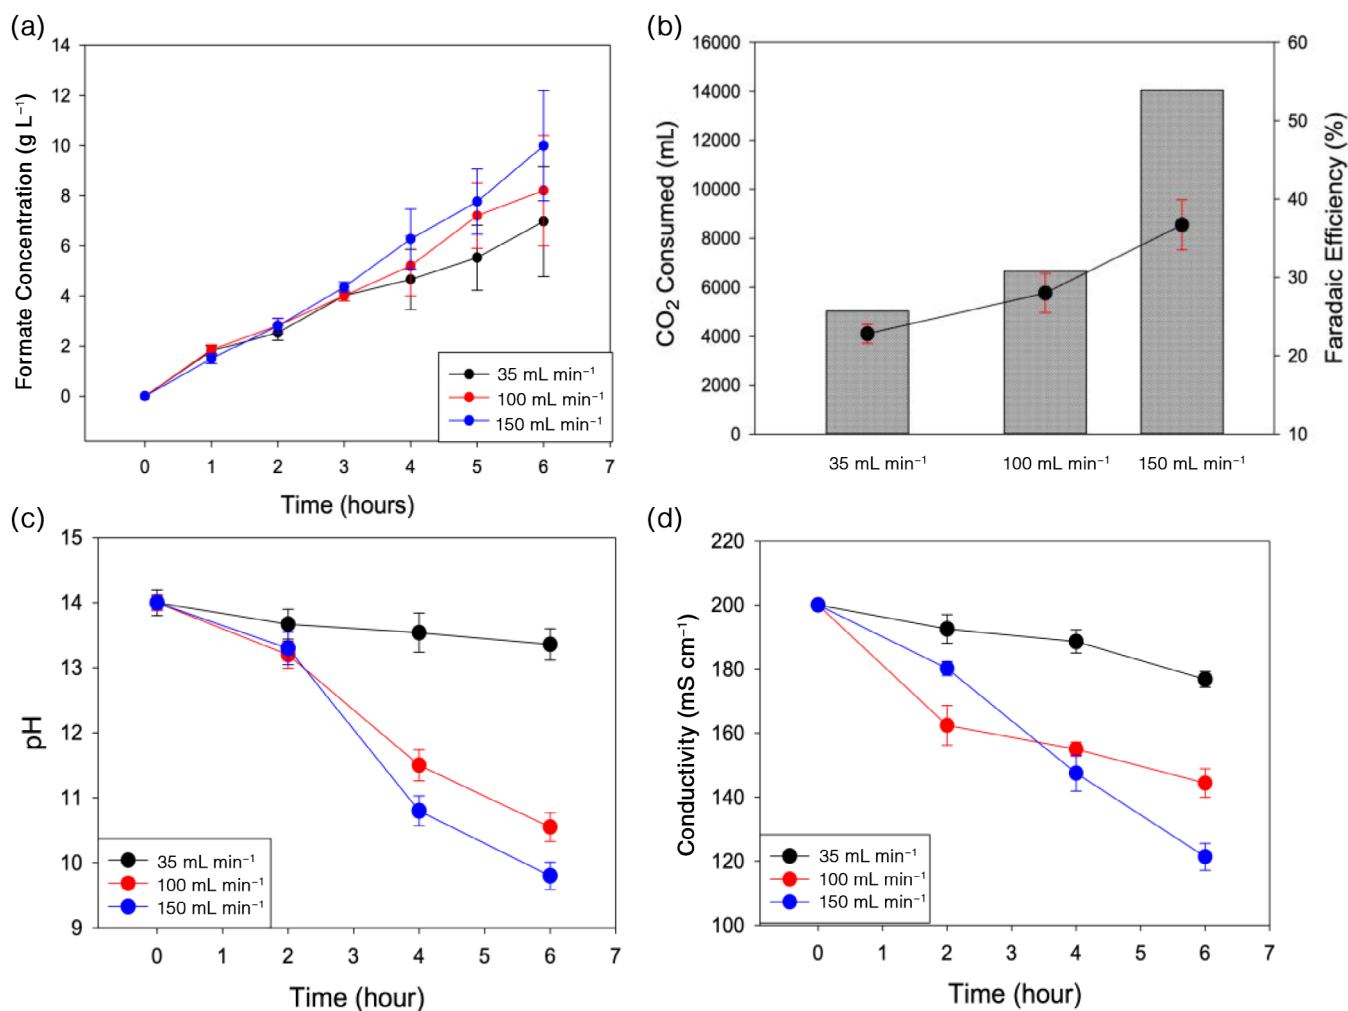 (a)
14
12
10
8
6
4
2
0
Formate Concentration (g L⁻¹)
35 mL min⁻¹
100 mL min⁻¹
150 mL min⁻¹
0 1 2 3 4 5 6 7
Time (hours)
(b)
16000
14000
12000
10000
8000
6000
4000
2000
0
CO₂ Consumed (mL)
60
50
40
30
20
10
Faradaic Efficiency (%)
35 mL min⁻¹ 100 mL min⁻¹ 150 mL min⁻¹
(c)
15
14
13
12
11
10
9
pH
35 mL min⁻¹
100 mL min⁻¹
150 mL min⁻¹
0 1 2 3 4 5 6 7
Time (hour)
(d)
220
200
180
160
140
120
100
Conductivity (mS cm⁻¹)
35 mL min⁻¹
100 mL min⁻¹
150 mL min⁻¹
0 1 2 3 4 5 6 7
Time (hour)